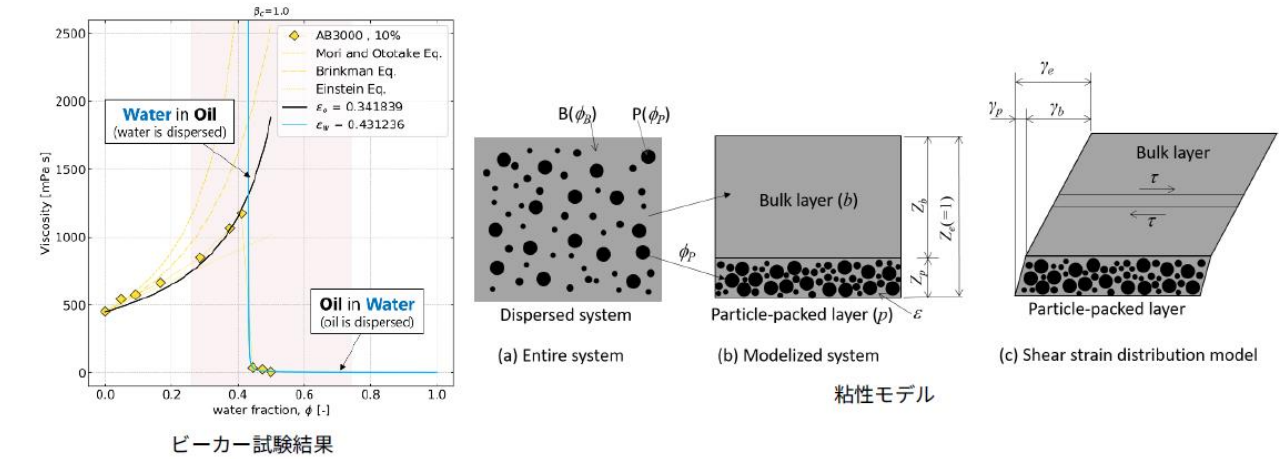 β_c=1.0
AB3000 , 10%
Mori and Ototake Eq.
Brinkman Eq.
Einstein Eq.
ε_o = 0.341839
ε_w = 0.431236
Water in Oil
(water is dispersed)
Oil in Water
(oil is dispersed)
2500
2000
1500
1000
500
0
Viscosity [mPa s]
0.0 0.2 0.4 0.6 0.8 1.0
water fraction, ϕ [-]
ビーカー試験結果
B(ϕ_B) P(ϕ_P)
Dispersed system
(a) Entire system
ϕ_P
Bulk layer (b)
Z_b
Z_e(=1)
Z_p
ε
Particle-packed layer (p)
(b) Modelized system
γ_e
γ_p γ_b
Bulk layer
τ
τ
Particle-packed layer
(c) Shear strain distribution model
粘性モデル